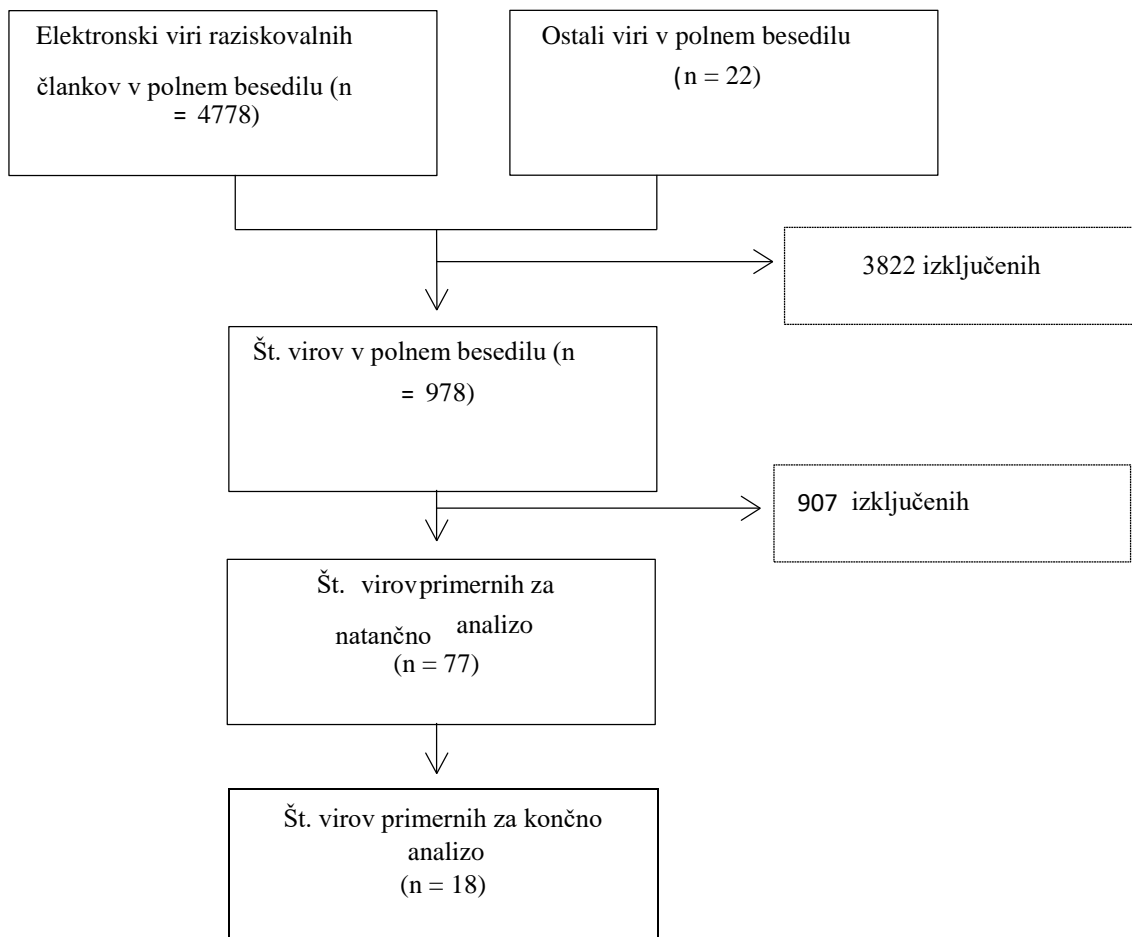 Elektronski viri raziskovalnih
člankov v polnem besedilu (n
= 4778)
Ostali viri v polnem besedilu
(n = 22)
3822 izključenih
Št. virov v polnem besedilu (n
= 978)
907 izključenih
Št. virov primernih za
natančno analizo
(n = 77)
Št. virov primernih za končno
analizo
(n = 18)